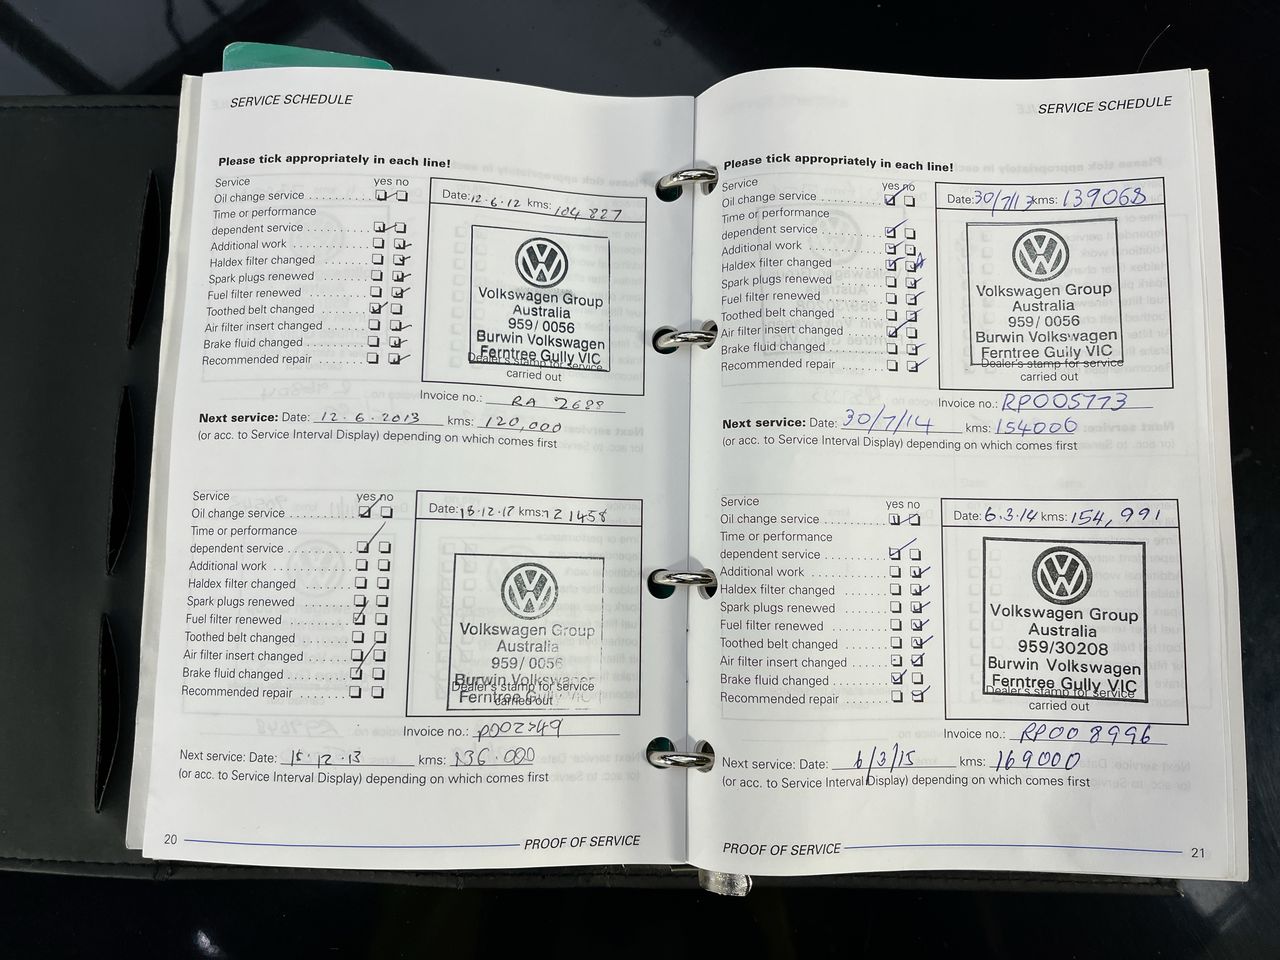 SERVICE SCHEDULE
Please tick appropriately in each line!
Service yes no
Oil change service
Time or performance
dependent service
Additional work
Haldex filter changed
Spark plugs renewed
Fuel filter renewed
Toothed belt changed
Air filter insert changed
Brake fluid changed
Recommended repair
Date: 12.6.12 kms: 104 827
Volkswagen Group
Australia
959/ 0056
Burwin Volkswagen
Ferntree Gully VIC
Dealer's stamp for service
carried out
Invoice no.: RA 2688
Next service: Date: 12.6.2013 kms: 120,000
(or acc. to Service Interval Display) depending on which comes first
Service yes no
Oil change service
Time or performance
dependent service
Additional work
Haldex filter changed
Spark plugs renewed
Fuel filter renewed
Toothed belt changed
Air filter insert changed
Brake fluid changed
Recommended repair
Date: kms: 121458
Volkswagen Group
Australia
959/ 0056
Burwin Volkswagen
Ferntree Gully VIC
Dealer's stamp for service
carried out
Invoice no.:
Next service: Date: 15.12.13 kms: 136.000
(or acc. to Service Interval Display) depending on which comes first
20 PROOF OF SERVICE
SERVICE SCHEDULE
Please tick appropriately in each line!
Service yes no
Oil change service
Time or performance
dependent service
Additional work
Haldex filter changed
Spark plugs renewed
Fuel filter renewed
Toothed belt changed
Air filter insert changed
Brake fluid changed
Recommended repair
Date: 30/7/13 kms: 139068
Volkswagen Group
Australia
959/ 0056
Burwin Volkswagen
Ferntree Gully VIC
Dealer's stamp for service
carried out
Invoice no.: RP005773
Next service: Date: 30/7/14 kms: 154000
(or acc. to Service Interval Display) depending on which comes first
Service yes no
Oil change service
Time or performance
dependent service
Additional work
Haldex filter changed
Spark plugs renewed
Fuel filter renewed
Toothed belt changed
Air filter insert changed
Brake fluid changed
Recommended repair
Date: 6.3.14 kms: 154,991
Volkswagen Group
Australia
959/30208
Burwin Volkswagen
Ferntree Gully VIC
Dealer's stamp for service
carried out
Invoice no.: RP008996
Next service: Date: 6/3/15 kms: 169000
(or acc. to Service Interval Display) depending on which comes first
PROOF OF SERVICE 21